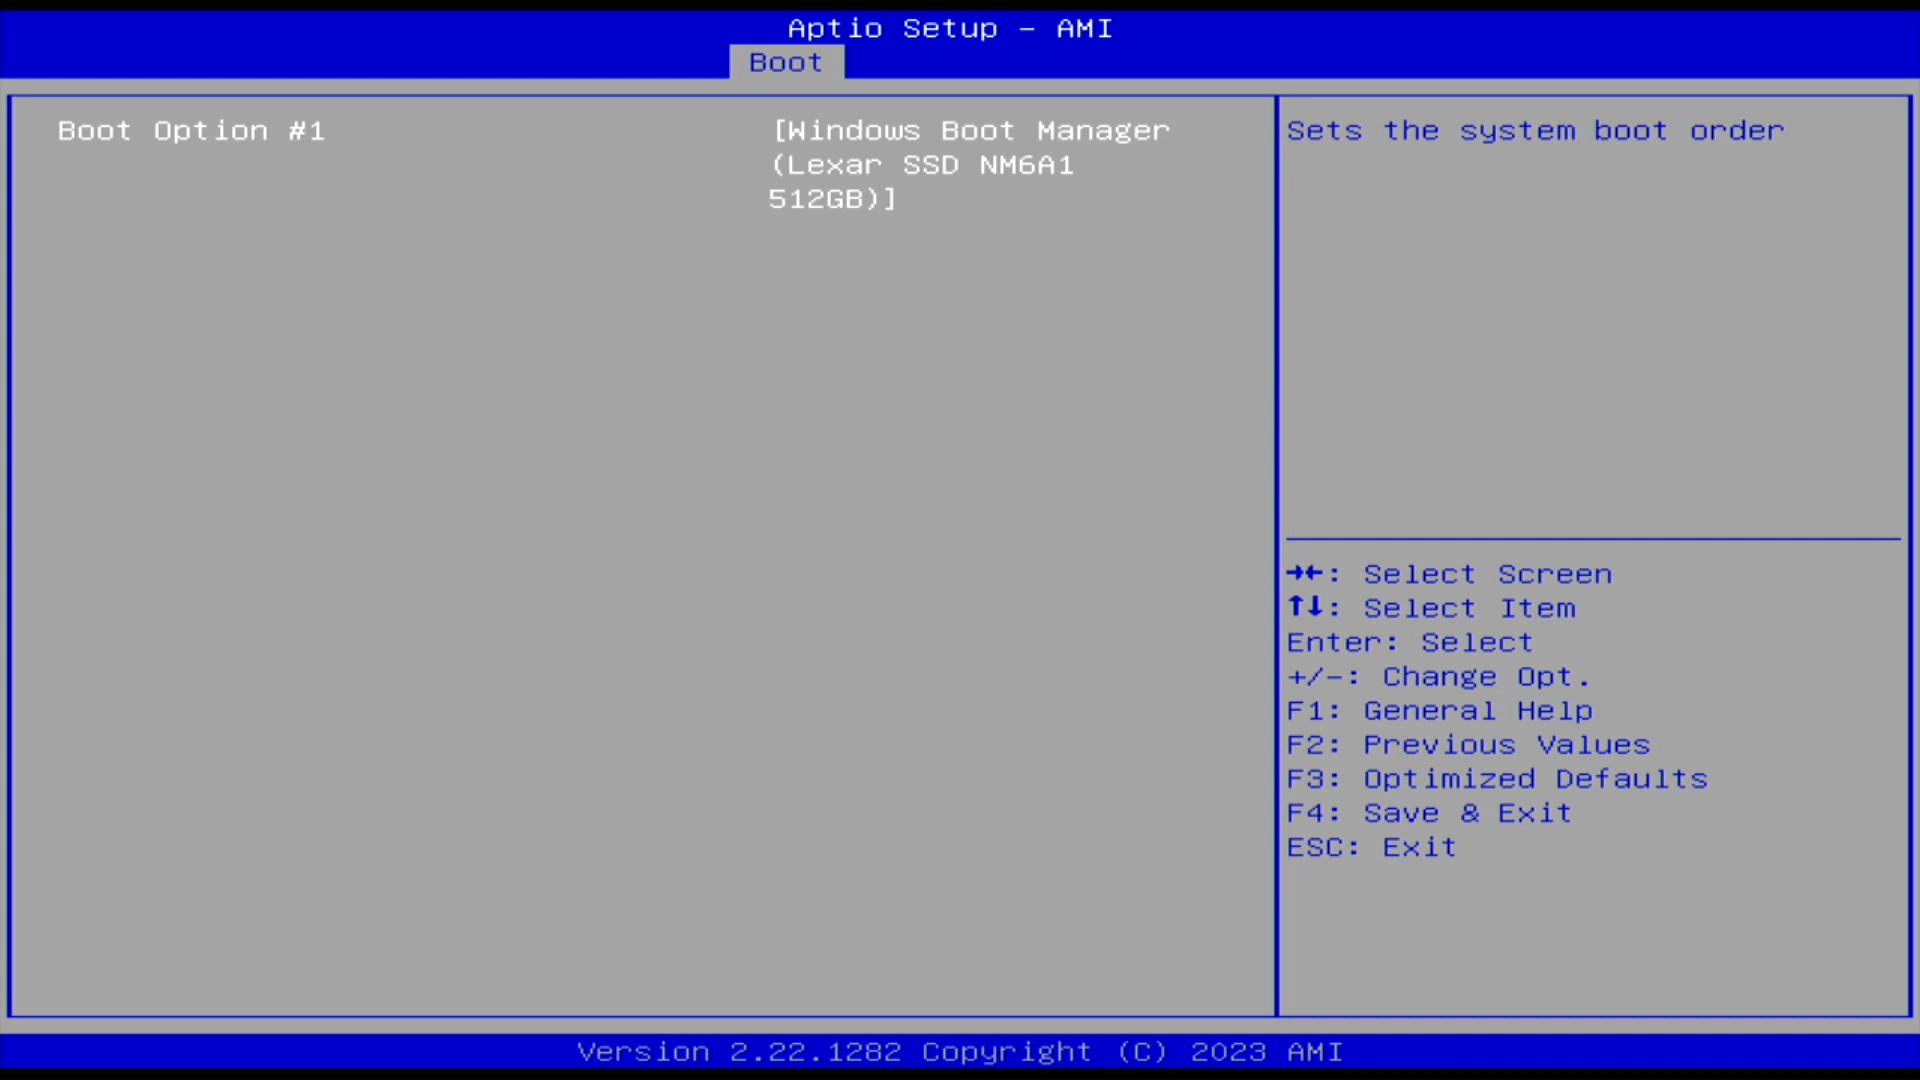 Aptio Setup - AMI
Boot
Boot Option #1
[Windows Boot Manager
(Lexar SSD NM6A1
512GB)]
Sets the system boot order
→←: Select Screen
↑↓: Select Item
Enter: Select
+/-: Change Opt.
F1: General Help
F2: Previous Values
F3: Optimized Defaults
F4: Save & Exit
ESC: Exit
Version 2.22.1282 Copyright (C) 2023 AMI